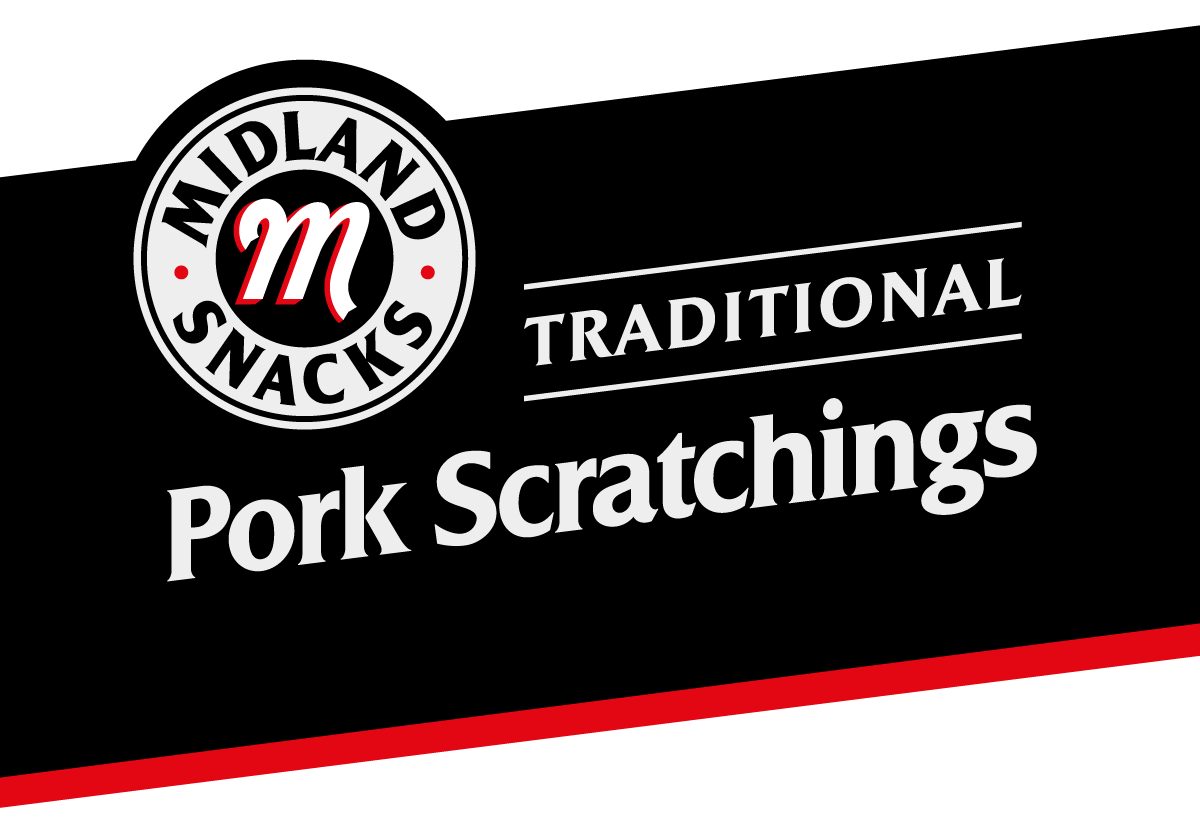 MIDLAND
M
SNACKS
TRADITIONAL
Pork Scratchings